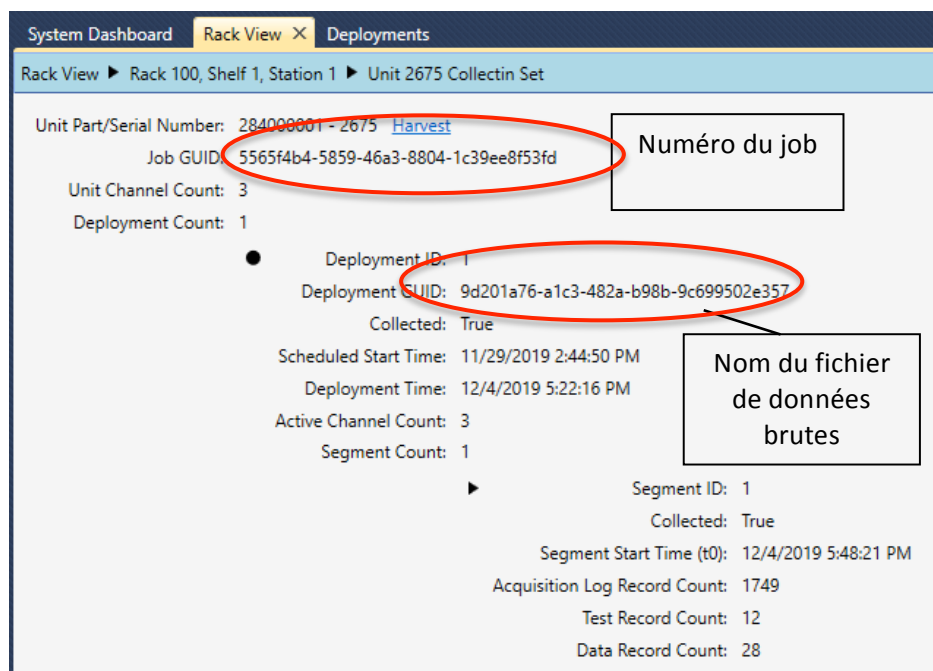 System Dashboard Rack View ✕ Deployments
Rack View ▶ Rack 100, Shelf 1, Station 1 ▶ Unit 2675 Collectin Set
Unit Part/Serial Number: 284000001 - 2675 Harvest
Job GUID: 5565f4b4-5859-46a3-8804-1c39ee8f53fd
Numéro du job
Unit Channel Count: 3
Deployment Count: 1
● Deployment ID: 1
Deployment GUID: 9d201a76-a1c3-482a-b98b-9c699502e357
Collected: True
Scheduled Start Time: 11/29/2019 2:44:50 PM
Deployment Time: 12/4/2019 5:22:16 PM
Active Channel Count: 3
Segment Count: 1
Nom du fichier
de données
brutes
▶ Segment ID: 1
Collected: True
Segment Start Time (t0): 12/4/2019 5:48:21 PM
Acquisition Log Record Count: 1749
Test Record Count: 12
Data Record Count: 28